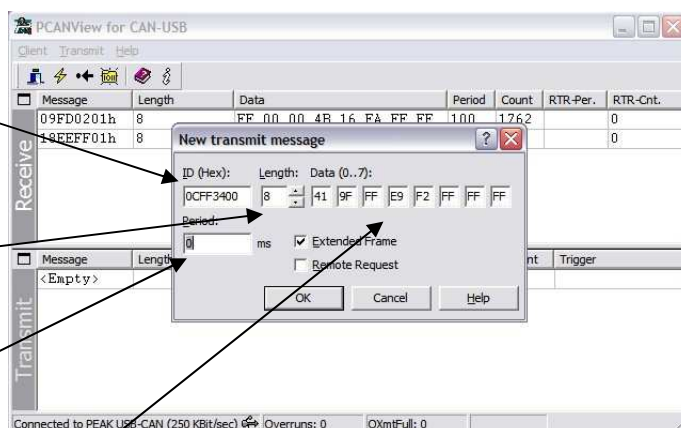 PCANView for CAN-USB
Client Transmit Help
Message Length Data Period Count RTR-Per. RTR-Cnt.
09FD0201h 8 FF 00 00 4B 16 FA FF FF 100 1762 0
18EEFF01h 8 0
Receive
New transmit message
ID (Hex): Length: Data (0..7):
0CFF3400 8 41 9F FF E9 F2 FF FF FF
Period:
0 ms Extended Frame
Remote Request
OK Cancel Help
Message Length nt Trigger
<Empty>
Transmit
Connected to PEAK USB-CAN (250 KBit/sec) Overruns: 0 QXmtFull: 0